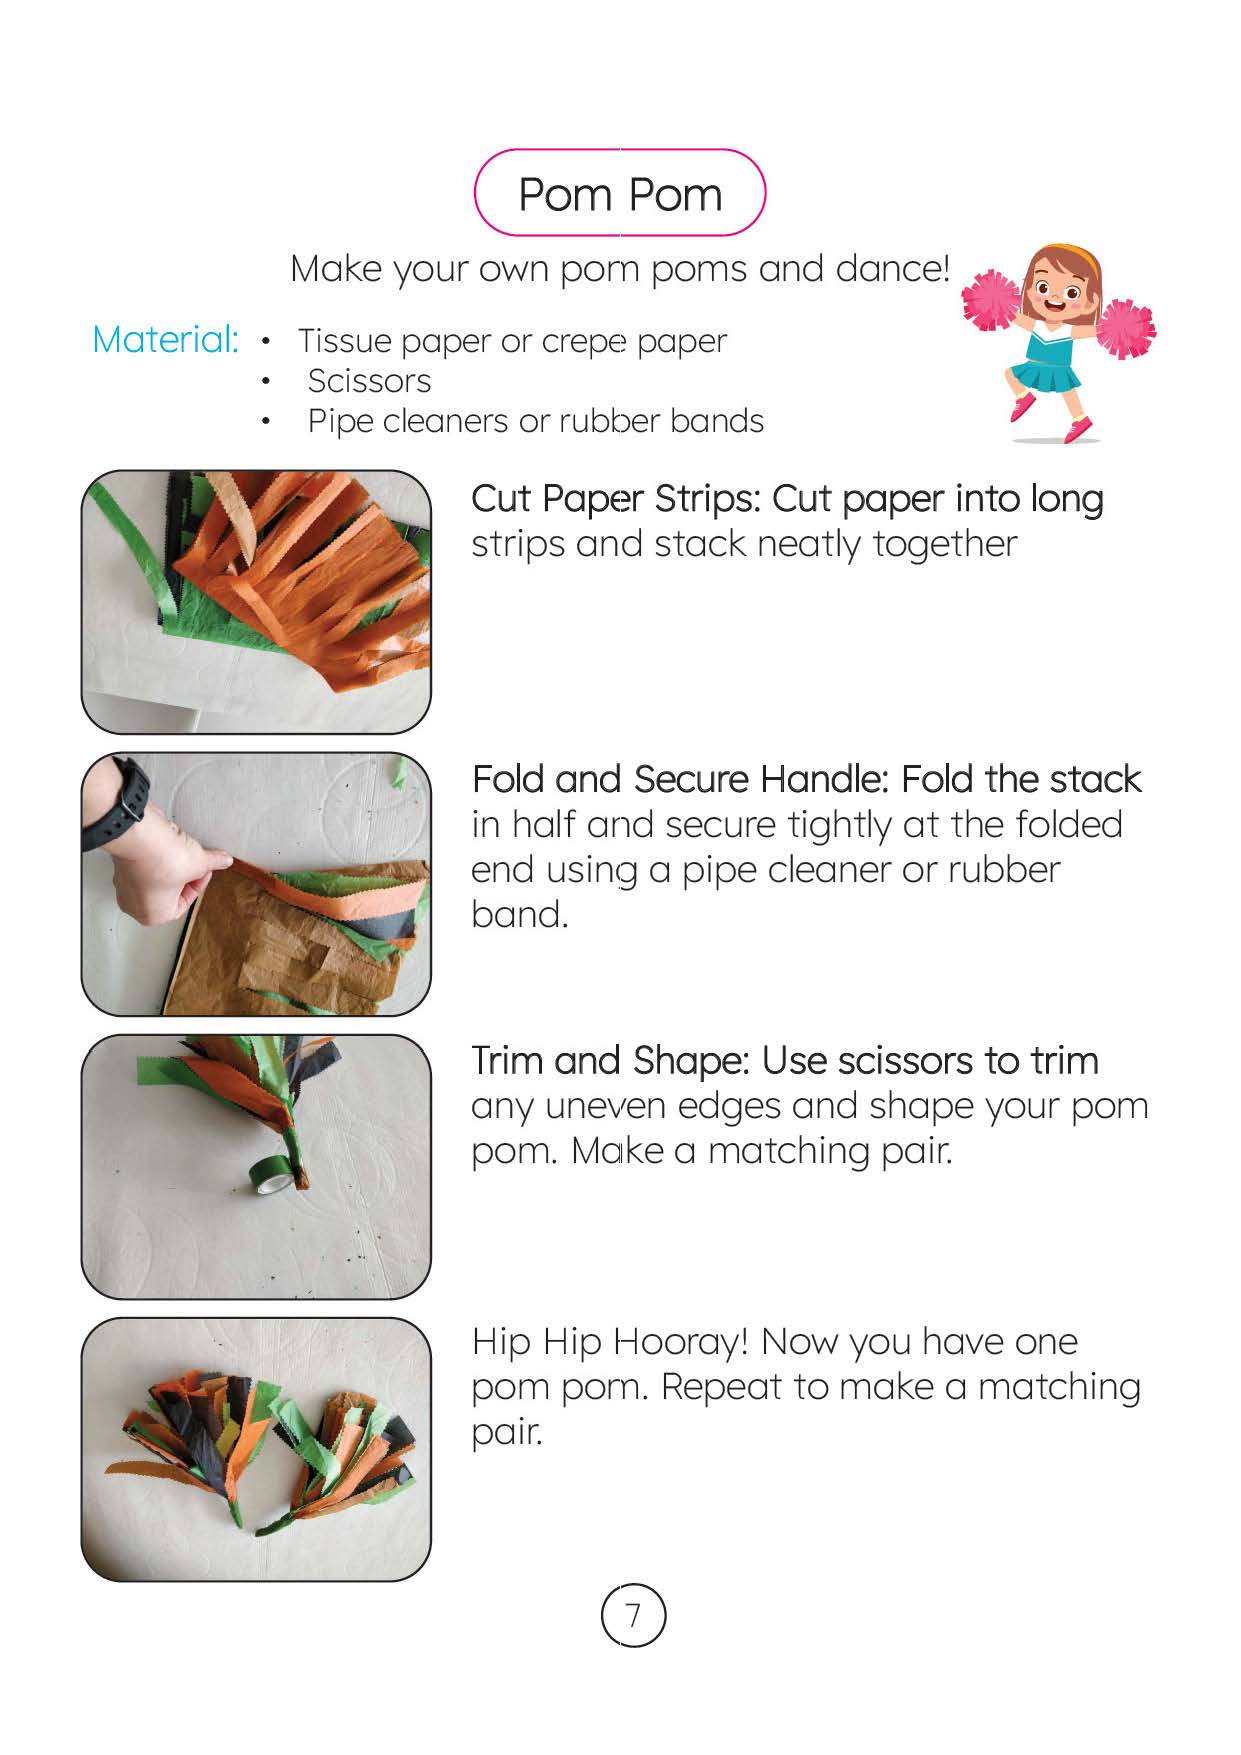 Pom Pom
Make your own pom poms and dance!
Material: • Tissue paper or crepe paper
• Scissors
• Pipe cleaners or rubber bands
Cut Paper Strips: Cut paper into long
strips and stack neatly together
Fold and Secure Handle: Fold the stack
in half and secure tightly at the folded
end using a pipe cleaner or rubber
band.
Trim and Shape: Use scissors to trim
any uneven edges and shape your pom
pom. Make a matching pair.
Hip Hip Hooray! Now you have one
pom pom. Repeat to make a matching
pair.
7